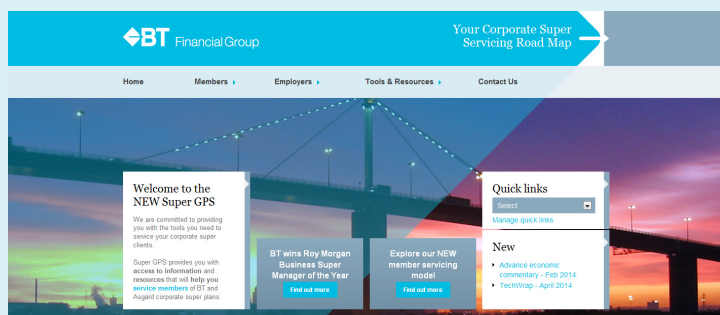 BT Financial Group
Your Corporate Super
Servicing Road Map
Home Members Employers Tools & Resources Contact Us
Welcome to the
NEW Super GPS
We are committed to providing
you with the tools you need to
service your corporate super
clients.
Super GPS provides you with
access to information and
resources that will help you
service members of BT and
Asgard corporate super plans.
BT wins Roy Morgan
Business Super
Manager of the Year
Find out more
Explore our NEW
member servicing
model
Find out more
Quick links
Select
Manage quick links
New
Advance economic
commentary - Feb 2014
TechWrap - April 2014